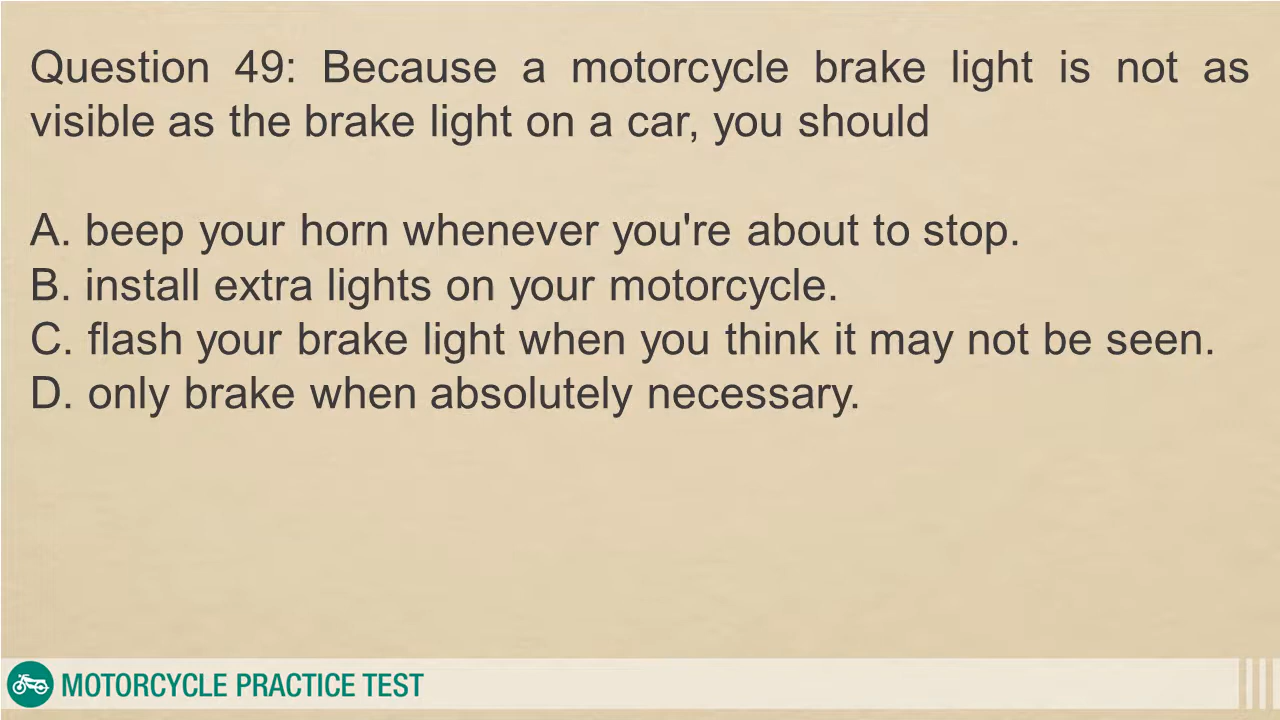 Question 49: Because a motorcycle brake light is not as
visible as the brake light on a car, you should
A. beep your horn whenever you're about to stop.
B. install extra lights on your motorcycle.
C. flash your brake light when you think it may not be seen.
D. only brake when absolutely necessary.
MOTORCYCLE PRACTICE TEST